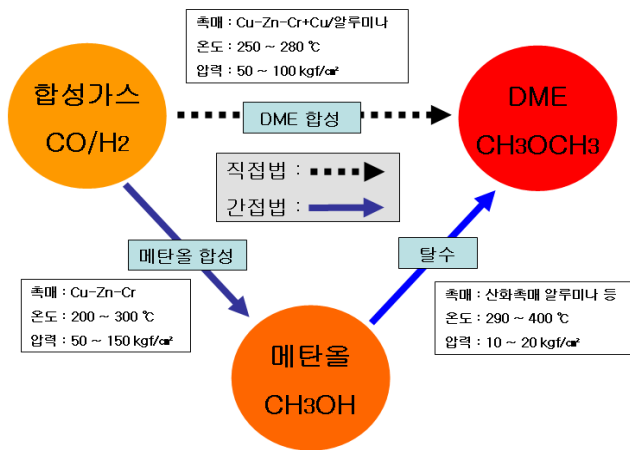 촉매 : Cu-Zn-Cr+Cu/알루미나
온도 : 250 ~ 280 ℃
압력 : 50 ~ 100 kgf/㎠
합성가스
CO/H2
DME 합성
DME
CH3OCH3
직접법 :
간접법 :
메탄올 합성
탈수
촉매 : Cu-Zn-Cr
온도 : 200 ~ 300 ℃
압력 : 50 ~ 150 kgf/㎠
촉매 : 산화촉매 알루미나 등
온도 : 290 ~ 400 ℃
압력 : 10 ~ 20 kgf/㎠
메탄올
CH3OH